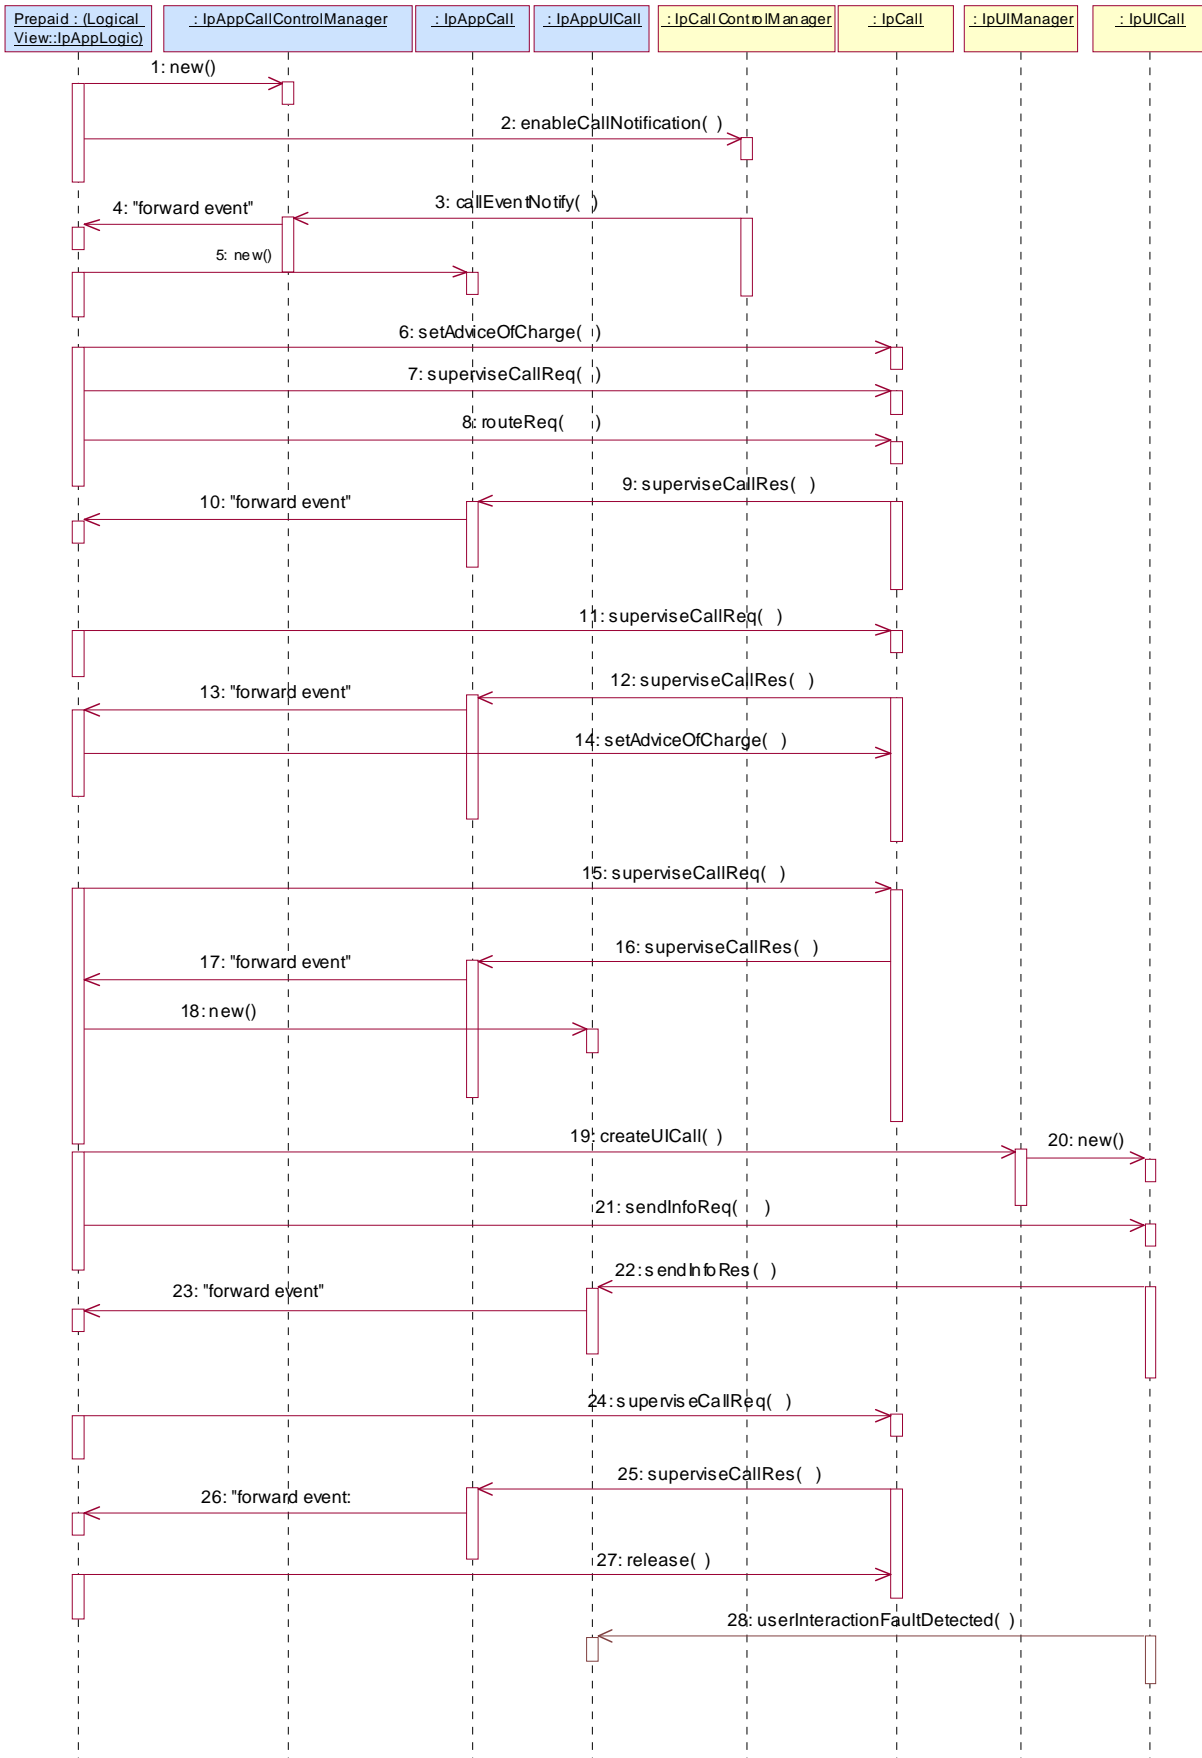 Prepaid : (Logical
View::IpAppLogic)
: IpAppCallControlManager
: IpAppCall
: IpAppUICall
: IpCallControlManager
: IpCall
: IpUIManager
: IpUICall
1: new()
2: enableCallNotification( )
3: callEventNotify( )
4: "forward event"
5: new()
6: setAdviceOfCharge( )
7: superviseCallReq( )
8: routeReq( )
9: superviseCallRes( )
10: "forward event"
11: superviseCallReq( )
12: superviseCallRes( )
13: "forward event"
14: setAdviceOfCharge( )
15: superviseCallReq( )
16: superviseCallRes( )
17: "forward event"
18: new()
19: createUICall( )
20: new()
21: sendInfoReq( )
22: sendInfoRes( )
23: "forward event"
24: superviseCallReq( )
25: superviseCallRes( )
26: "forward event:
27: release( )
28: userInteractionFaultDetected( )